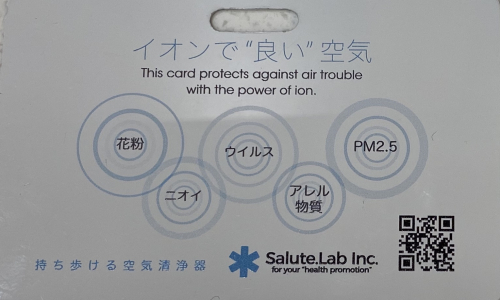 イオンで“良い”空気
This card protects against air trouble
with the power of ion.
花粉
ウイルス
PM2.5
ニオイ
アレル
物質
持ち歩ける空気清浄器
Salute.Lab Inc.
for your "health promotion"